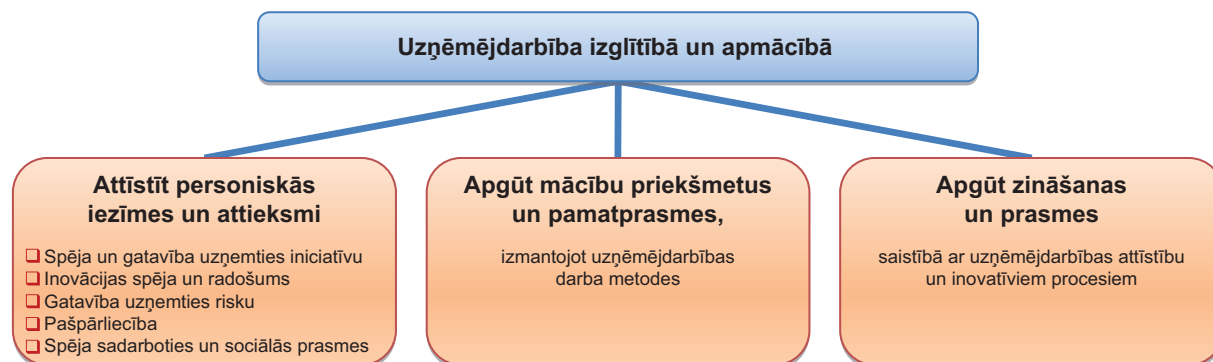 Uzņēmējdarbība izglītībā un apmācībā
Attīstīt personiskās
iezīmes un attieksmi
Spēja un gatavība uzņemties iniciatīvu
Inovācijas spēja un radošums
Gatavība uzņemties risku
Pašpārliecība
Spēja sadarboties un sociālās prasmes
Apgūt mācību priekšmetus
un pamatprasmes,
izmantojot uzņēmējdarbības
darba metodes
Apgūt zināšanas
un prasmes
saistībā ar uzņēmējdarbības attīstību
un inovatīviem procesiem